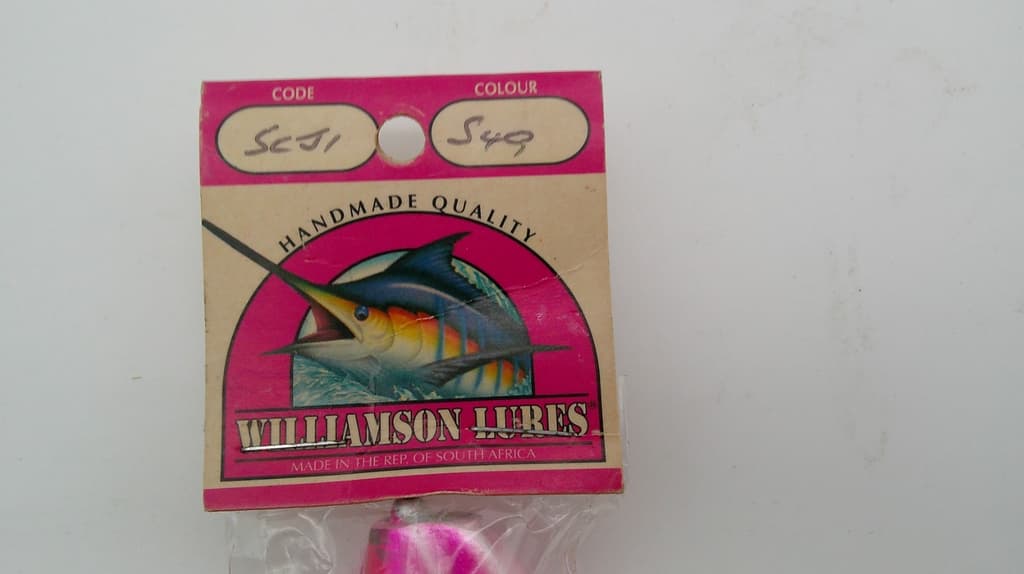 CODE COLOUR
SCJ1 S49
HANDMADE QUALITY
WILLIAMSON LURES
MADE IN THE REP. OF SOUTH AFRICA